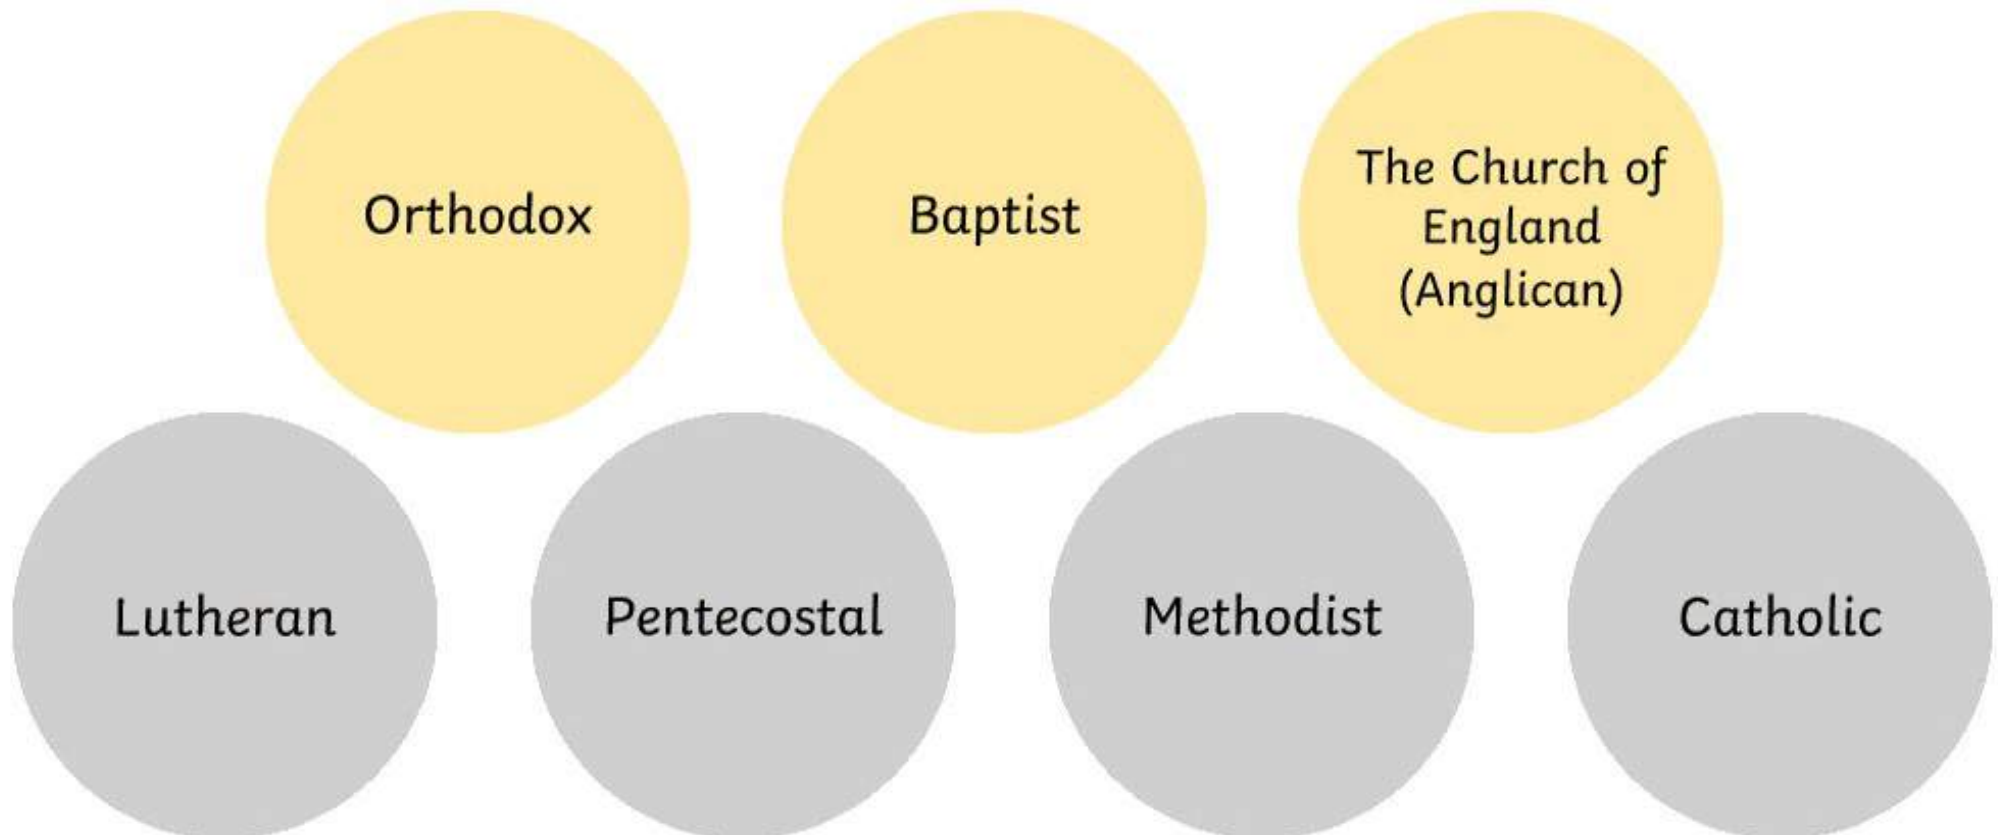 Orthodox
Baptist
The Church of
England
(Anglican)
Lutheran
Pentecostal
Methodist
Catholic